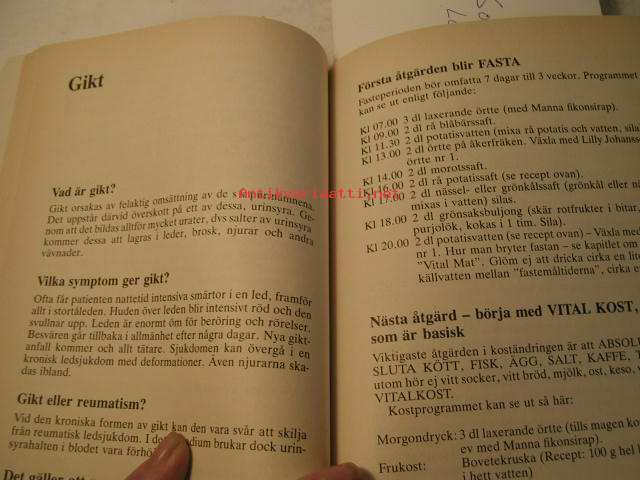 Gikt
Vad är gikt?
Gikt orsakas av felaktig omsättning av de s k
Det uppstår därvid överskott på ett av dessa, urinsyra. Ge-
nom att det bildas alltför mycket urater, dvs salter av urinsyra
kommer dessa att lagras i leder, brosk, njurar och andra
vävnader.
Vilka symptom ger gikt?
Ofta får patienten nattetid intensiva smärtor i en led, framför
allt i stortåleden. Huden över leden blir intensivt röd och den
svullnar upp. Leden är enormt öm för beröring och rörelser.
Besvären går tillbaka i allmänhet efter några dagar. Nya gikt-
anfall kommer och allt tätare. Sjukdomen kan övergå i en
kronisk ledsjukdom med deformationer. Även njurarna ska-
das ibland.
Gikt eller reumatism?
Vid den kroniska formen av gikt kan den vara svår att skilja
från reumatisk ledsjukdom. I det brukar dock urin-
syrahalten i blodet vara
Det gäller att
Första åtgärden blir FASTA
Fasteperioden bör omfatta 7 dagar till 3 veckor. Programmet
kan se ut enligt följande:
Kl 07.00 3 dl laxerande örtte (med Manna fikonsirap).
Kl 09.00 2 dl rå blåbärssaft.
Kl 11.30 2 dl potatisvatten (mixa rå potatis och vatten, sila
Kl 13.00 2 dl örtte på åkerfräken. Växla med Lilly Johanss
örtte nr 1.
Kl 14.00 2 dl morotssaft.
2 dl rå potatissaft (se recept ovan).
2 dl nässel- eller grönkålssaft (grönkål eller nä
mixas i vatten) silas.
Kl 18.00 2 dl grönsaksbuljong (skär rotfrukter i bitar,
purjolök, kokas i 1 tim. Sila).
Kl 20.00 2 dl potatisvatten (se recept ovan) – Växla med
nr 1. Hur man bryter fastan – se kapitlet om
"Vital Mat". Glöm ej att dricka cirka en lite
källvatten mellan "fastemåltiderna", cirka
Nästa åtgärd – börja med VITAL KOST,
som är basisk
Viktigaste åtgärden i koständringen är att ABSOL
SLUTA KÖTT, FISK, ÄGG, SALT, KAFFE, T
utom hör ej vitt socker, vitt bröd, mjölk, ost, keso,
VITALKOST.
Kostprogrammet kan se ut så här:
Morgondryck: 3 dl laxerande örtte (tills magen ko
ev med Manna fikonsirap).
Frukost: Bovetekruska (Recept: 100 g hel
i hett vatten)